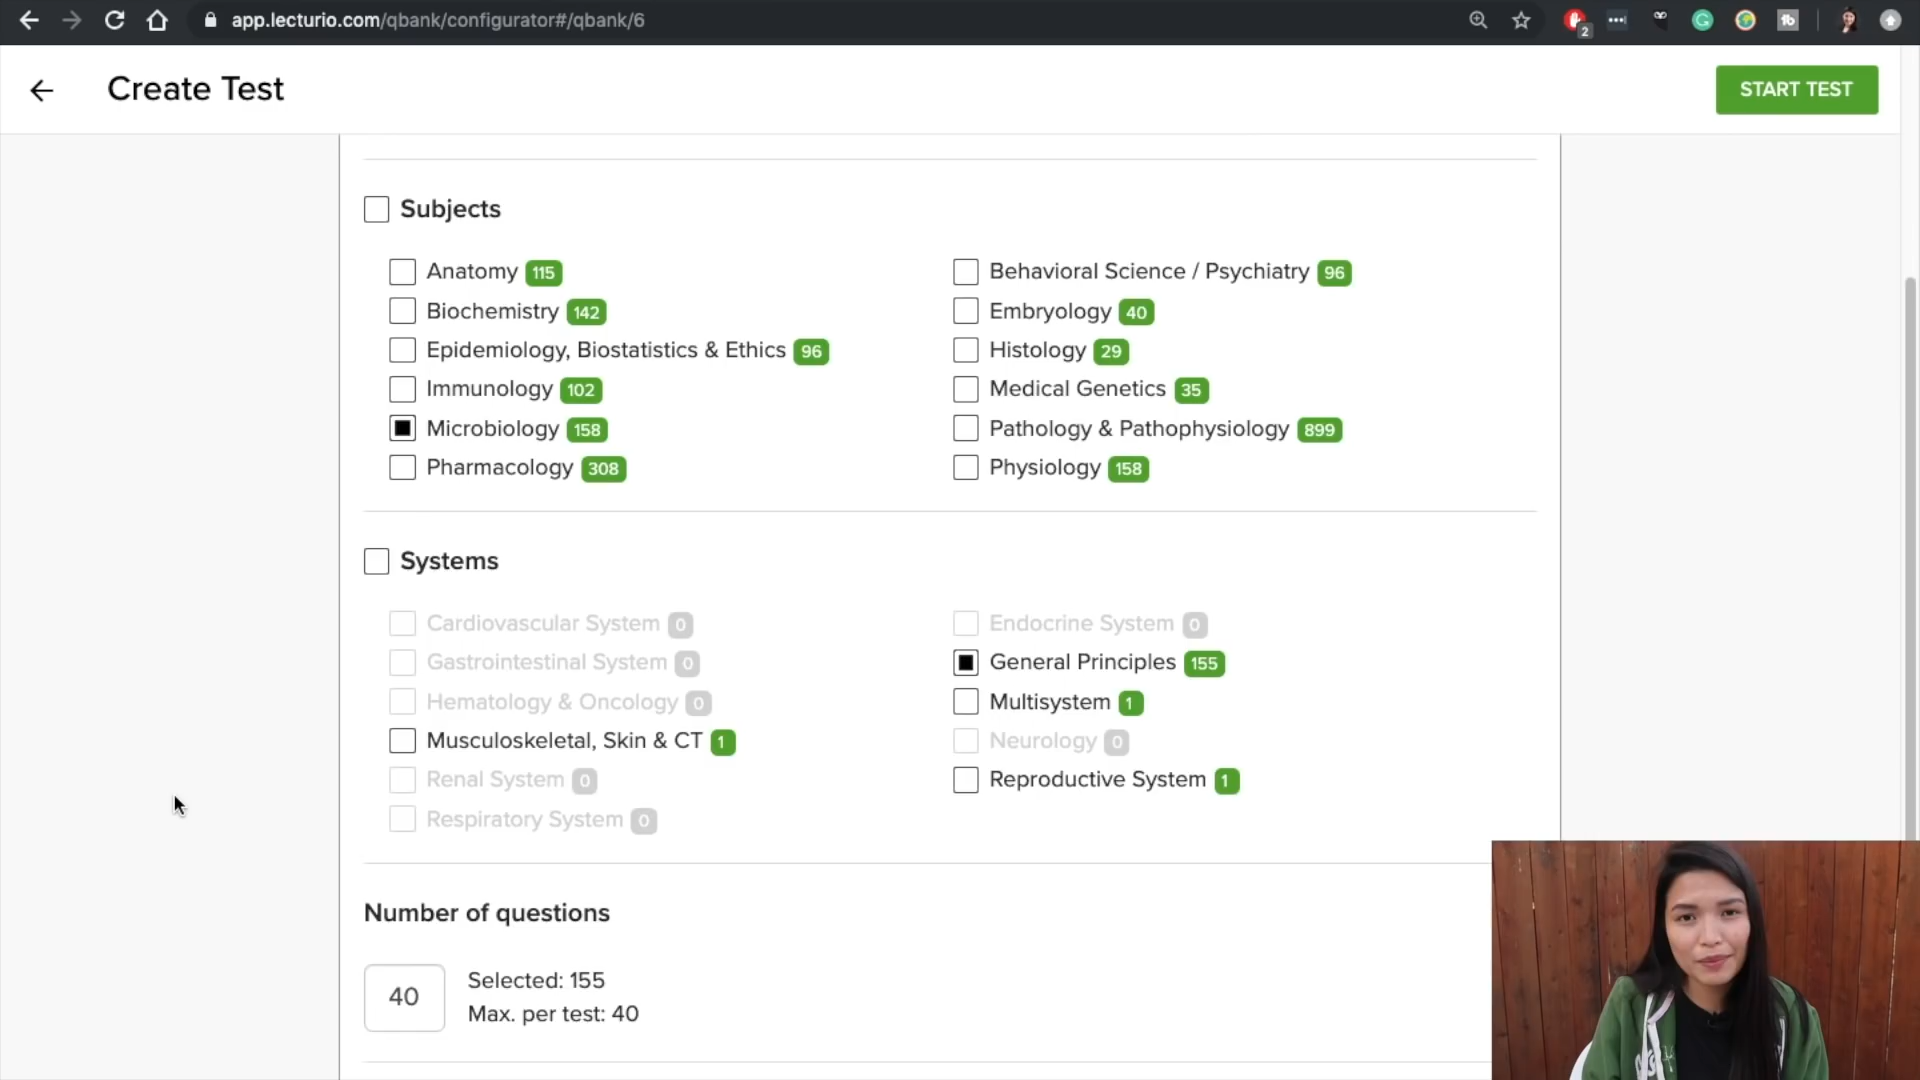 app.lecturio.com/qbank/configurator#/qbank/6
2
Create Test
START TEST
Subjects
Anatomy 115
Behavioral Science / Psychiatry 96
Biochemistry 142
Embryology 40
Epidemiology, Biostatistics & Ethics 96
Histology 29
Immunology 102
Medical Genetics 35
Microbiology 158
Pathology & Pathophysiology 899
Pharmacology 308
Physiology 158
Systems
Cardiovascular System 0
Endocrine System 0
Gastrointestinal System 0
General Principles 155
Hematology & Oncology 0
Multisystem 1
Musculoskeletal, Skin & CT 1
Neurology 0
Renal System 0
Reproductive System 1
Respiratory System 0
Number of questions
40
Selected: 155
Max. per test: 40